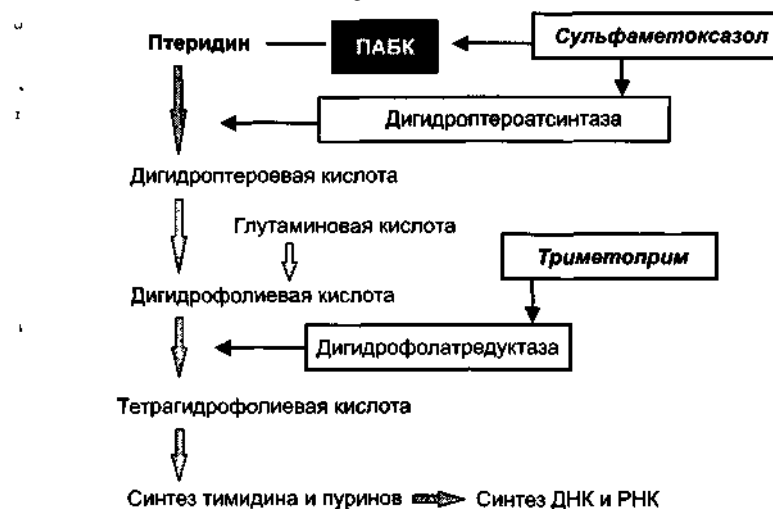 Птеридин ПАБК Сульфаметоксазол
Дигидроптероатсинтаза
Дигидроптероевая кислота
Глутаминовая кислота
Триметоприм
Дигидрофолиевая кислота
Дигидрофолатредуктаза
Тетрагидрофолиевая кислота
Синтез тимидина и пуринов Синтез ДНК и РНК